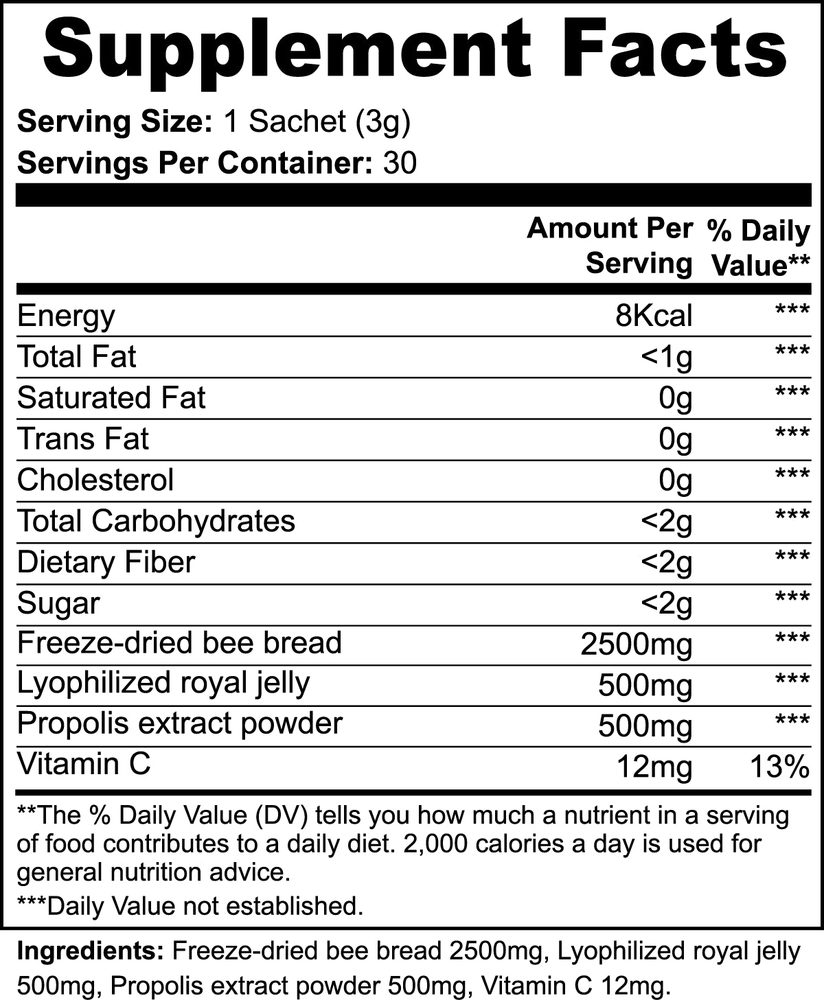 Supplement Facts
Serving Size: 1 Sachet (3g)
Servings Per Container: 30
Amount Per Serving % Daily Value**
Energy 8Kcal ***
Total Fat <1g ***
Saturated Fat 0g ***
Trans Fat 0g ***
Cholesterol 0g ***
Total Carbohydrates <2g ***
Dietary Fiber <2g ***
Sugar <2g ***
Freeze-dried bee bread 2500mg ***
Lyophilized royal jelly 500mg ***
Propolis extract powder 500mg ***
Vitamin C 12mg 13%
**The % Daily Value (DV) tells you how much a nutrient in a serving
of food contributes to a daily diet. 2,000 calories a day is used for
general nutrition advice.
***Daily Value not established.
Ingredients: Freeze-dried bee bread 2500mg, Lyophilized royal jelly
500mg, Propolis extract powder 500mg, Vitamin C 12mg.